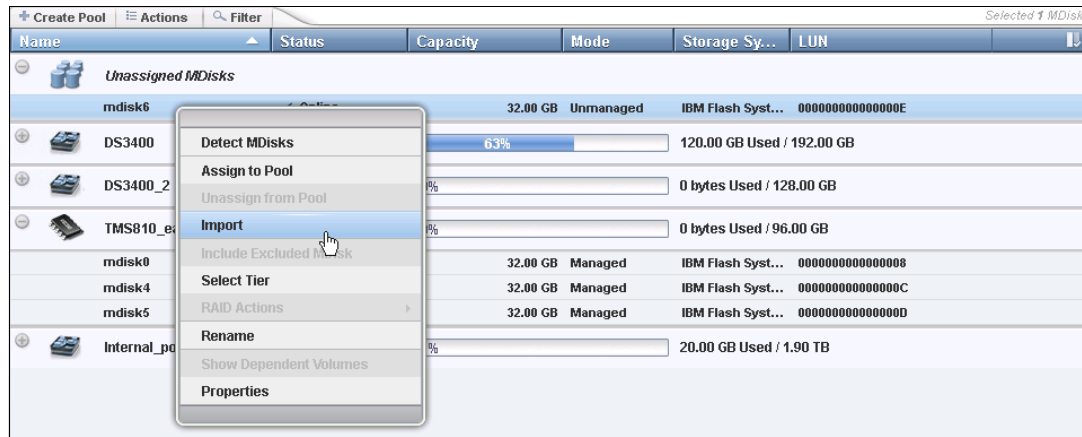 Create Pool Actions Filter Selected 1 MDisk
Name Status Capacity Mode Storage Sy... LUN
Unassigned MDisks
mdisk6 Online 32.00 GB Unmanaged IBM Flash Syst... 000000000000000E
Detect MDisks
Assign to Pool
Unassign from Pool
Import
Include Excluded MDisk
Select Tier
RAID Actions
Rename
Show Dependent Volumes
Properties
DS3400 63% 120.00 GB Used / 192.00 GB
DS3400_2 % 0 bytes Used / 128.00 GB
TMS810_ea % 0 bytes Used / 96.00 GB
mdisk0 32.00 GB Managed IBM Flash Syst... 0000000000000008
mdisk4 32.00 GB Managed IBM Flash Syst... 000000000000000C
mdisk5 32.00 GB Managed IBM Flash Syst... 000000000000000D
Internal_po % 20.00 GB Used / 1.90 TB